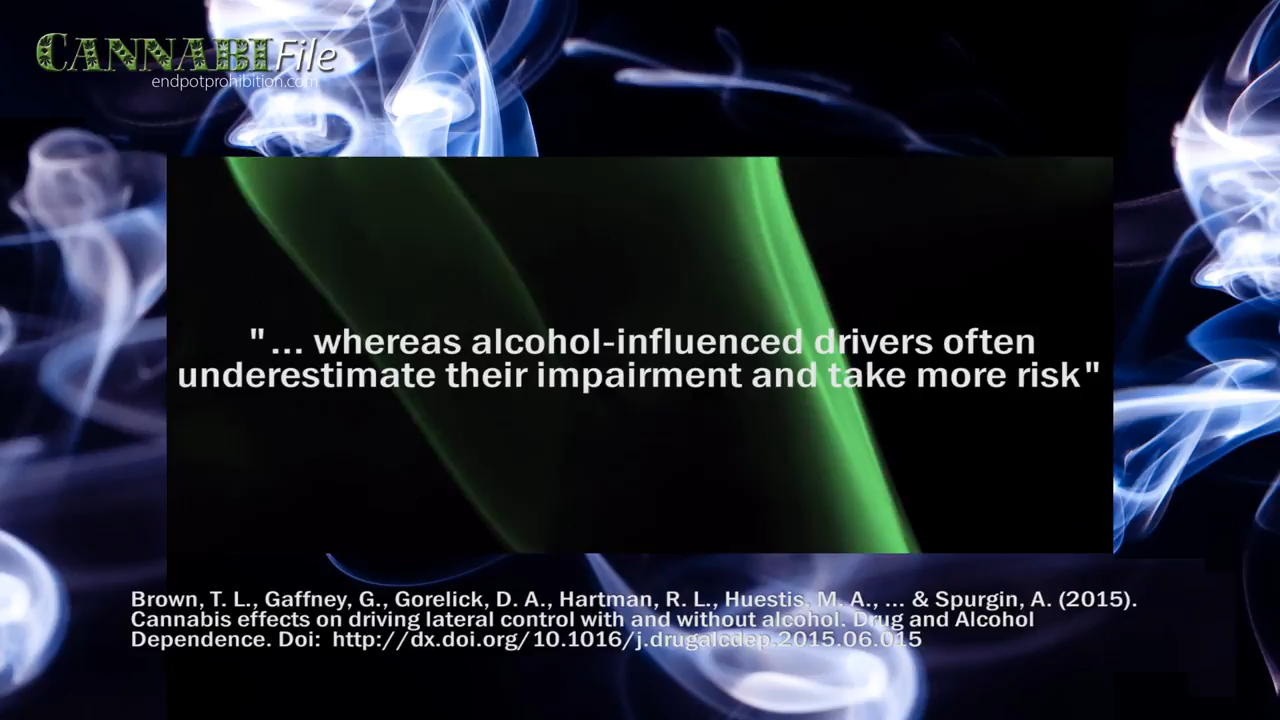 CANNABIFile
endpotprohibition.com
"... whereas alcohol-influenced drivers often
underestimate their impairment and take more risk"
Brown, T. L., Gaffney, G., Gorelick, D. A., Hartman, R. L., Huestis, M. A., ... & Spurgin, A. (2015).
Cannabis effects on driving lateral control with and without alcohol. Drug and Alcohol
Dependence. Doi: http://dx.doi.org/10.1016/j.drugalcdep.2015.06.015